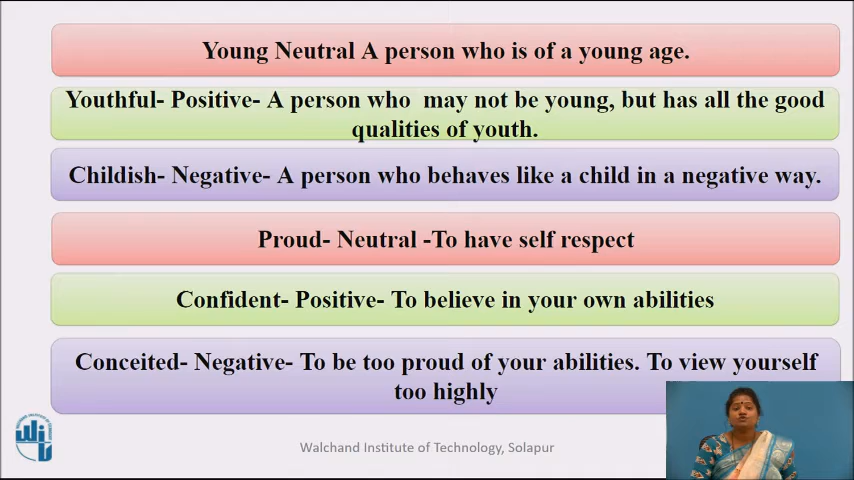 Young Neutral A person who is of a young age.
Youthful- Positive- A person who may not be young, but has all the good
qualities of youth.
Childish- Negative- A person who behaves like a child in a negative way.
Proud- Neutral -To have self respect
Confident- Positive- To believe in your own abilities
Conceited- Negative- To be too proud of your abilities. To view yourself
too highly
Walchand Institute of Technology, Solapur